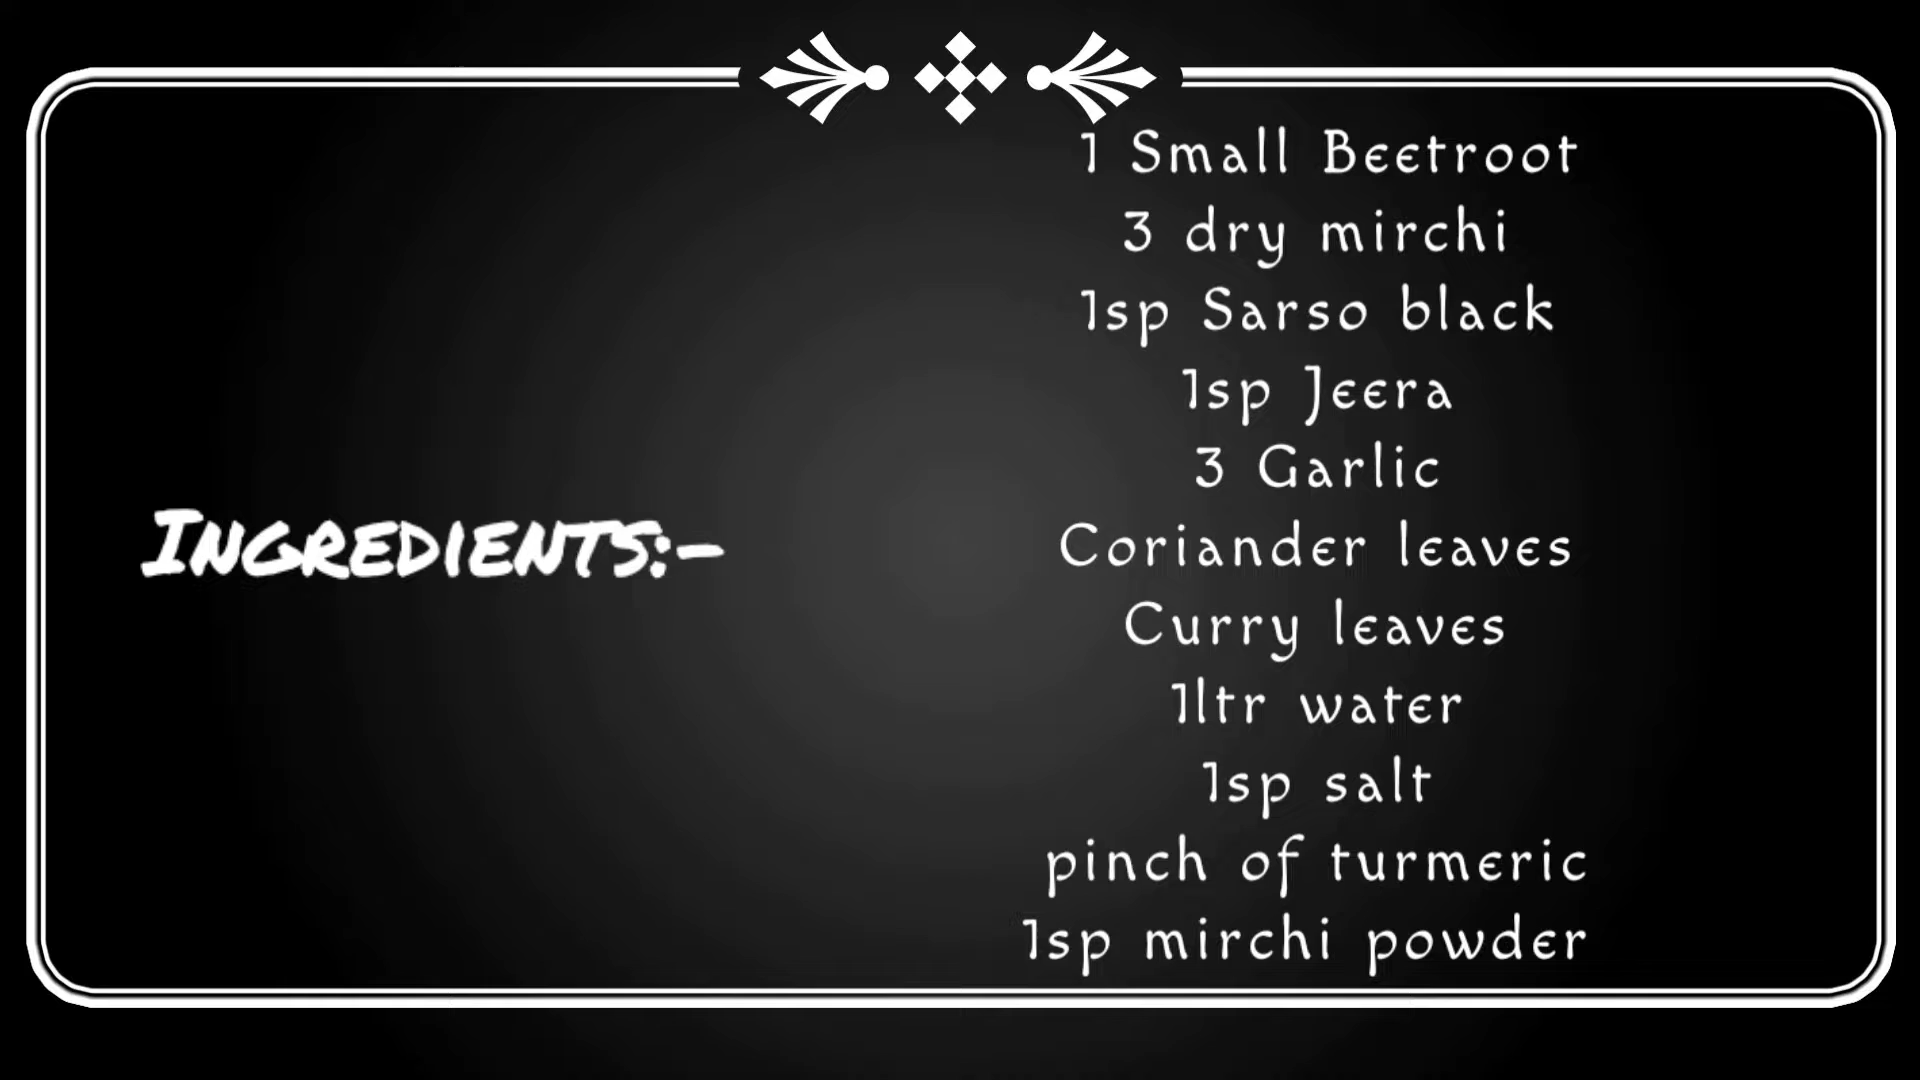 Ingredients:-
1 Small Beetroot
3 dry mirchi
1sp Sarso black
1sp Jeera
3 Garlic
Coriander leaves
Curry leaves
1ltr water
1sp salt
pinch of turmeric
1sp mirchi powder